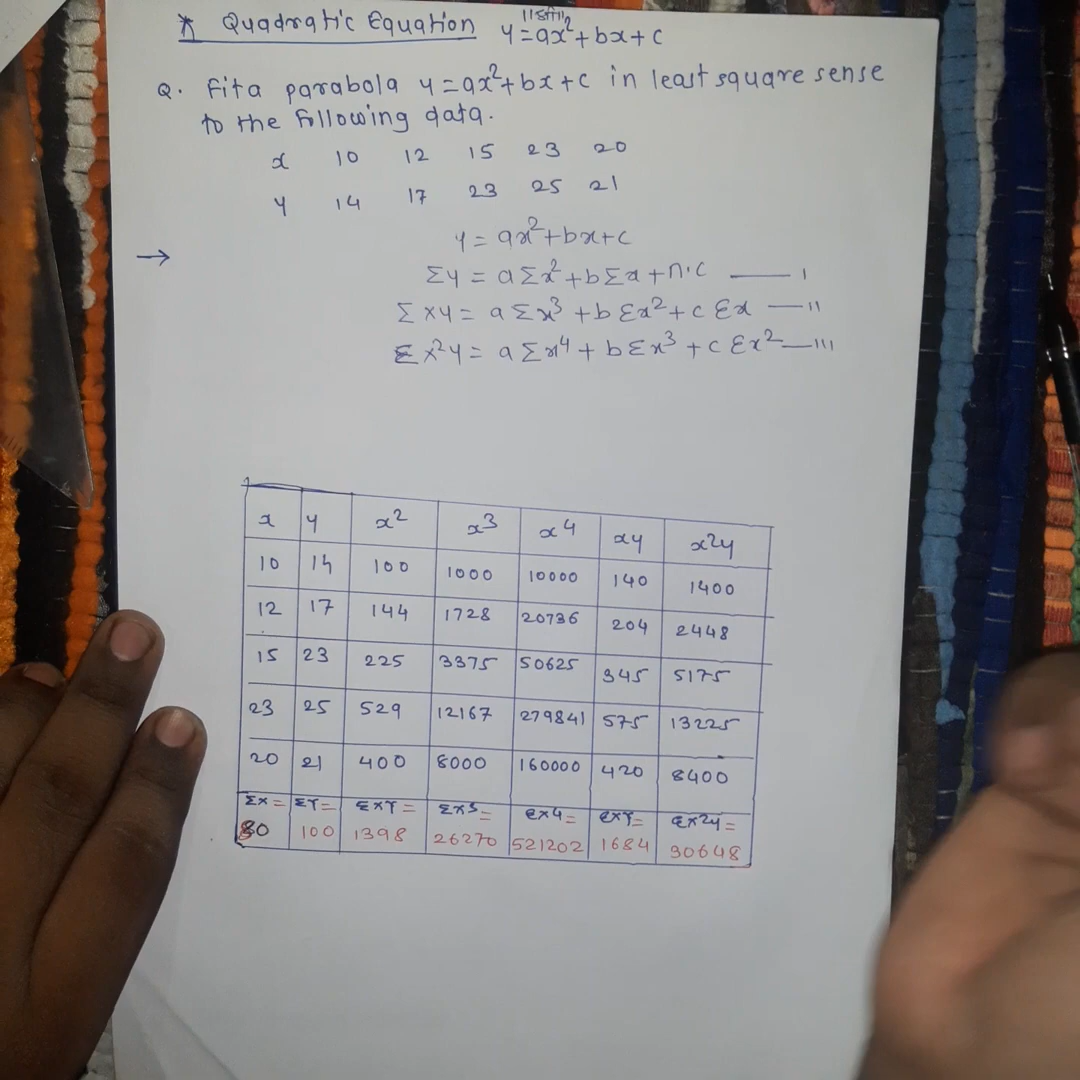 * Quadratic Equation y=ax²+bx+c
Q. Fit a parabola y=ax²+bx+c in least square sense
to the following data.
x 10 12 15 23 20
y 14 17 23 25 21
→ y = ax²+bx+c
Σy = aΣx²+bΣx+n.c — I
Σxy = aΣx³+bΣx²+cΣx — II
Σx²y = aΣx⁴+bΣx³+cΣx² — III
x y x² x³ x⁴ xy x²y
10 14 100 1000 10000 140 1400
12 17 144 1728 20736 204 2448
15 23 225 3375 50625 345 5175
23 25 529 12167 279841 575 13225
20 21 400 8000 160000 420 8400
Σx= ΣY= ΣXY= Σx3= Σx4= ΣxY= Σx2y=
80 100 1398 26270 521202 1684 30648